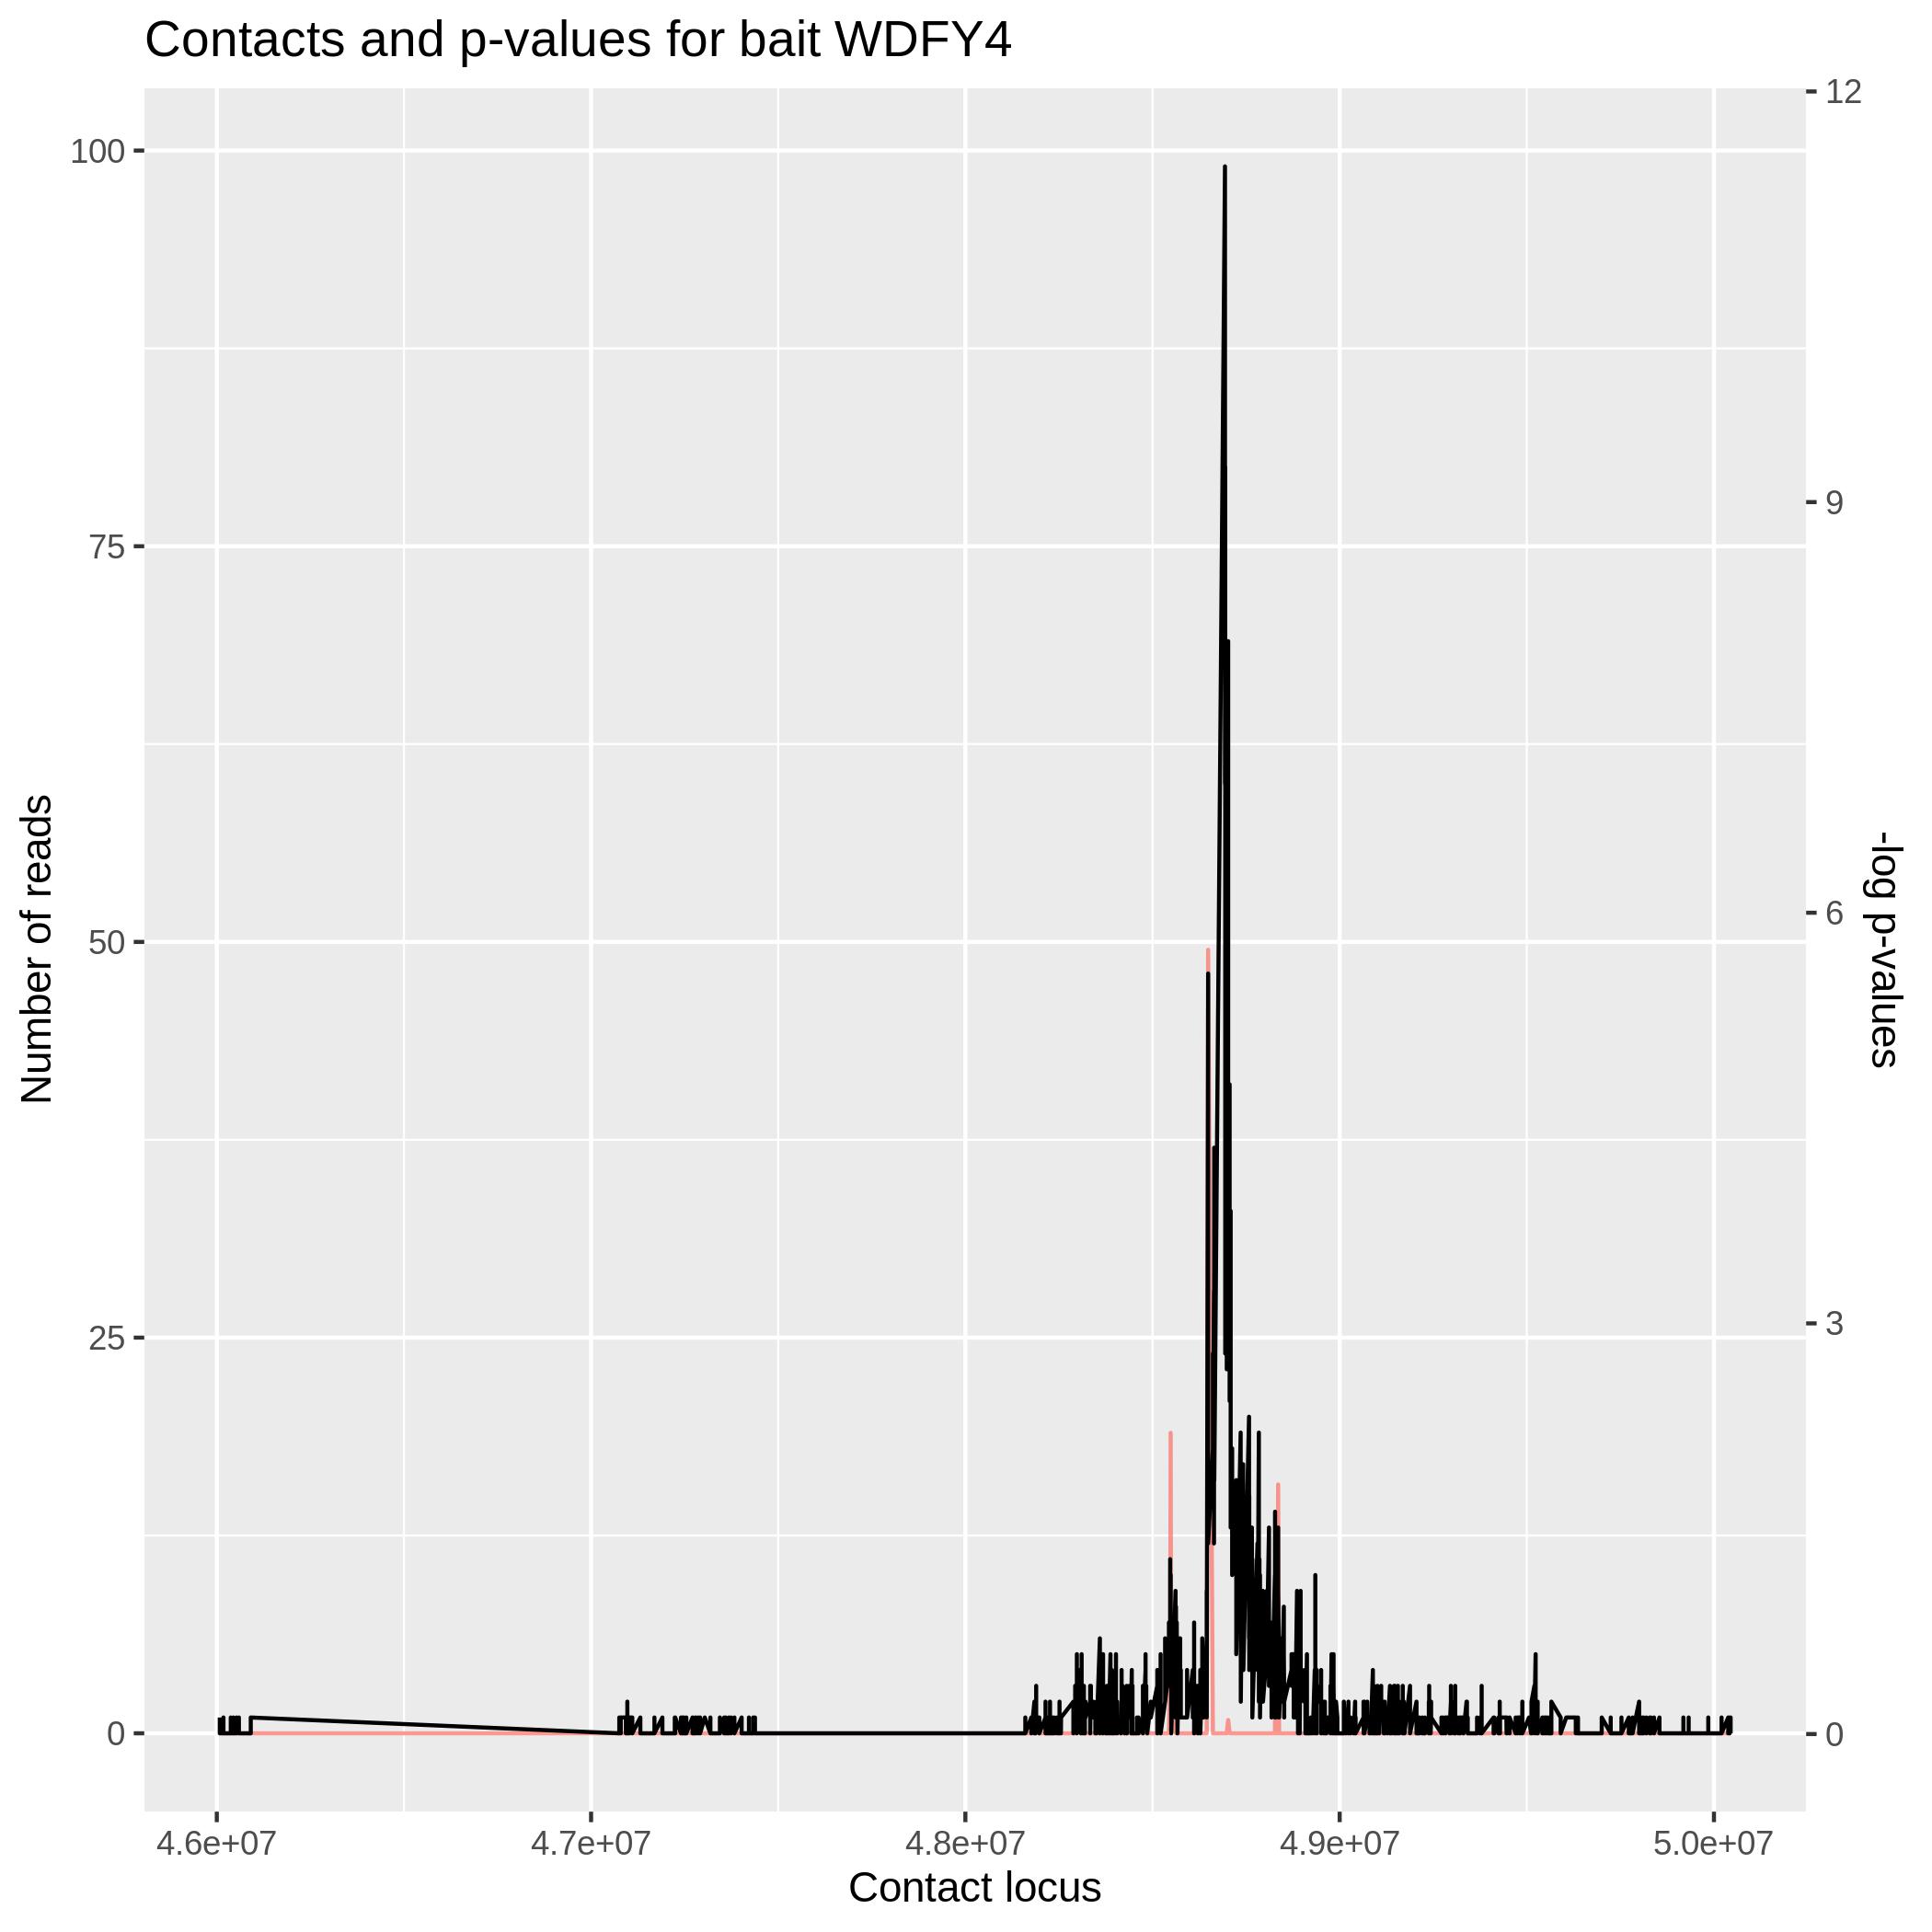 Contacts and p-values for bait WDFY4
12
100
9
75
6
50
3
25
0
0
Number of reads
-log p-values
4.6e+07 4.7e+07 4.8e+07 4.9e+07 5.0e+07
Contact locus